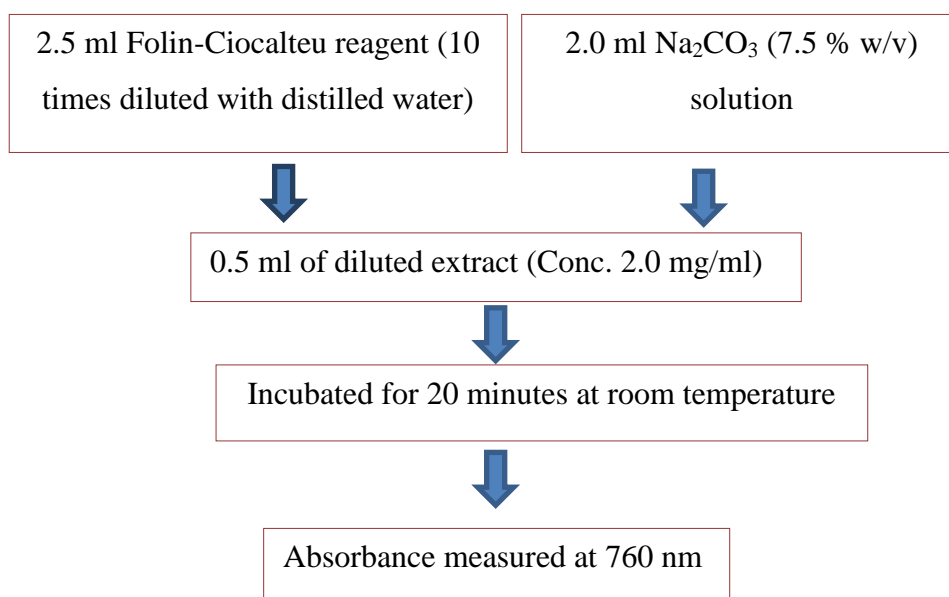 2.5 ml Folin-Ciocalteu reagent (10
times diluted with distilled water)
2.0 ml Na₂CO₃ (7.5 % w/v)
solution
0.5 ml of diluted extract (Conc. 2.0 mg/ml)
Incubated for 20 minutes at room temperature
Absorbance measured at 760 nm